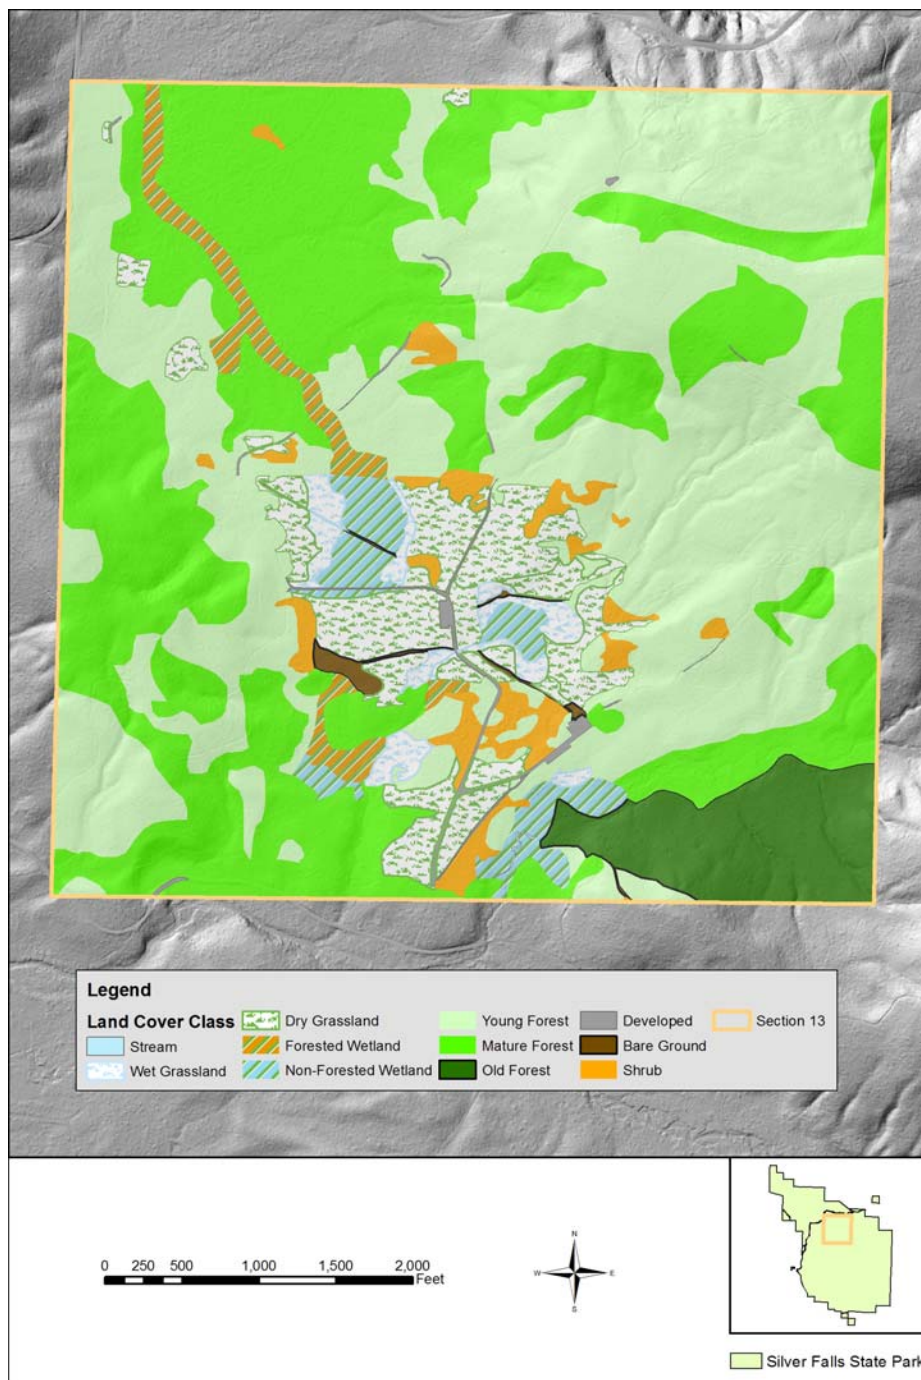 Legend
Land Cover Class
Stream
Wet Grassland
Dry Grassland
Forested Wetland
Non-Forested Wetland
Young Forest
Mature Forest
Old Forest
Developed
Bare Ground
Shrub
Section 13
0 250 500 1,000 1,500 2,000
Feet
N
W E
S
Silver Falls State Park